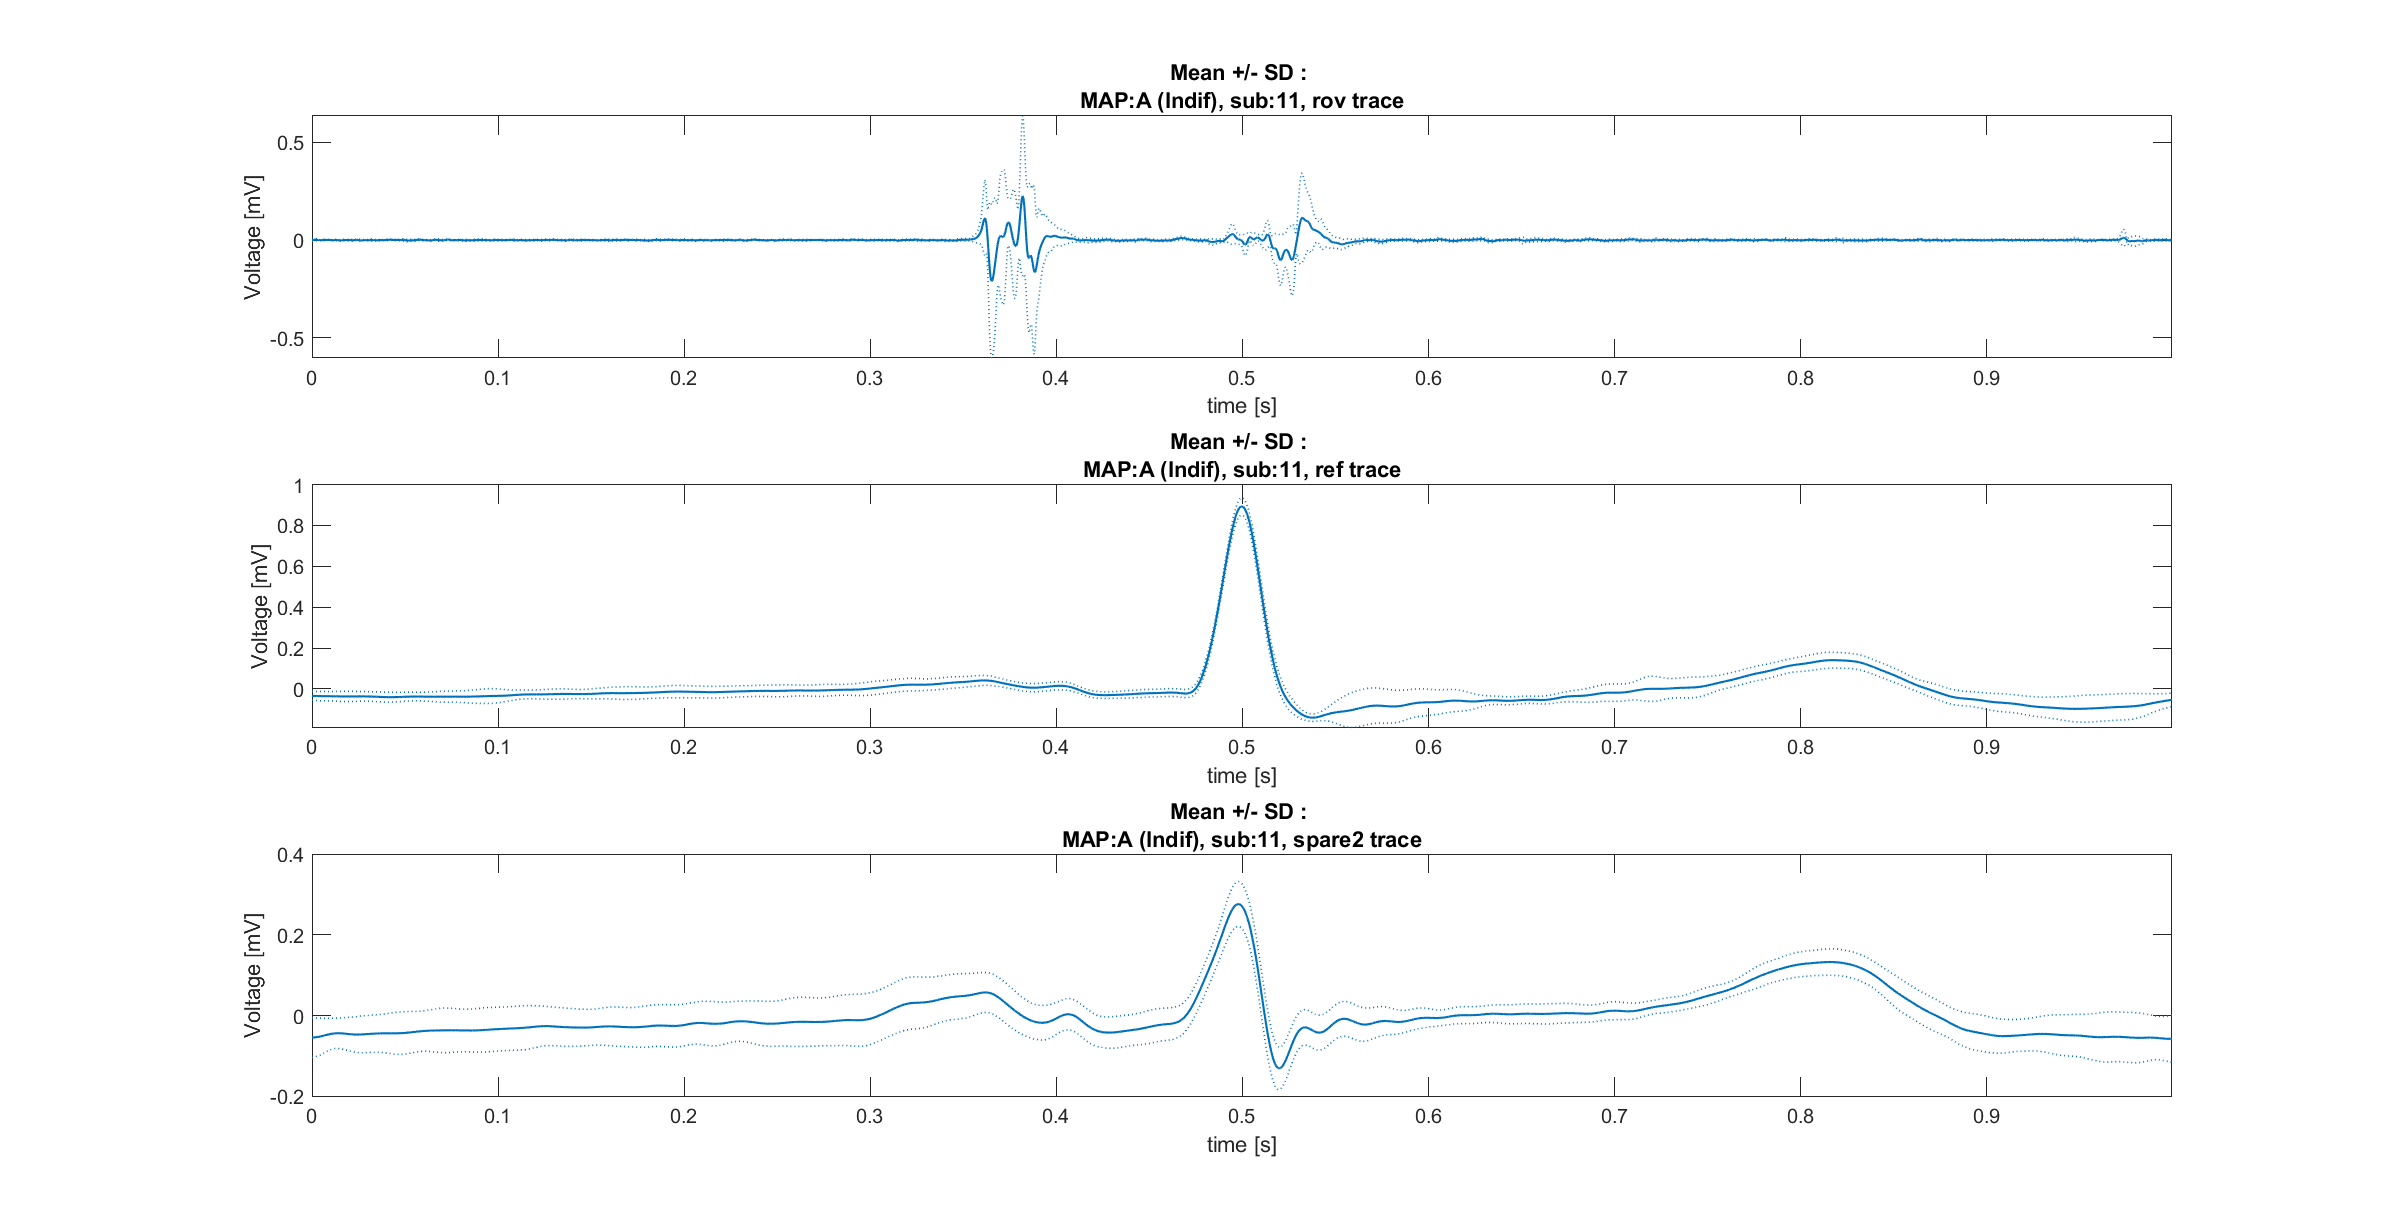 Mean +/- SD :
MAP:A (Indif), sub:11, rov trace
Voltage [mV]
0.5
0
-0.5
0 0.1 0.2 0.3 0.4 0.5 0.6 0.7 0.8 0.9
time [s]
Mean +/- SD :
MAP:A (Indif), sub:11, ref trace
Voltage [mV]
1
0.8
0.6
0.4
0.2
0
0 0.1 0.2 0.3 0.4 0.5 0.6 0.7 0.8 0.9
time [s]
Mean +/- SD :
MAP:A (Indif), sub:11, spare2 trace
Voltage [mV]
0.4
0.2
0
-0.2
0 0.1 0.2 0.3 0.4 0.5 0.6 0.7 0.8 0.9
time [s]